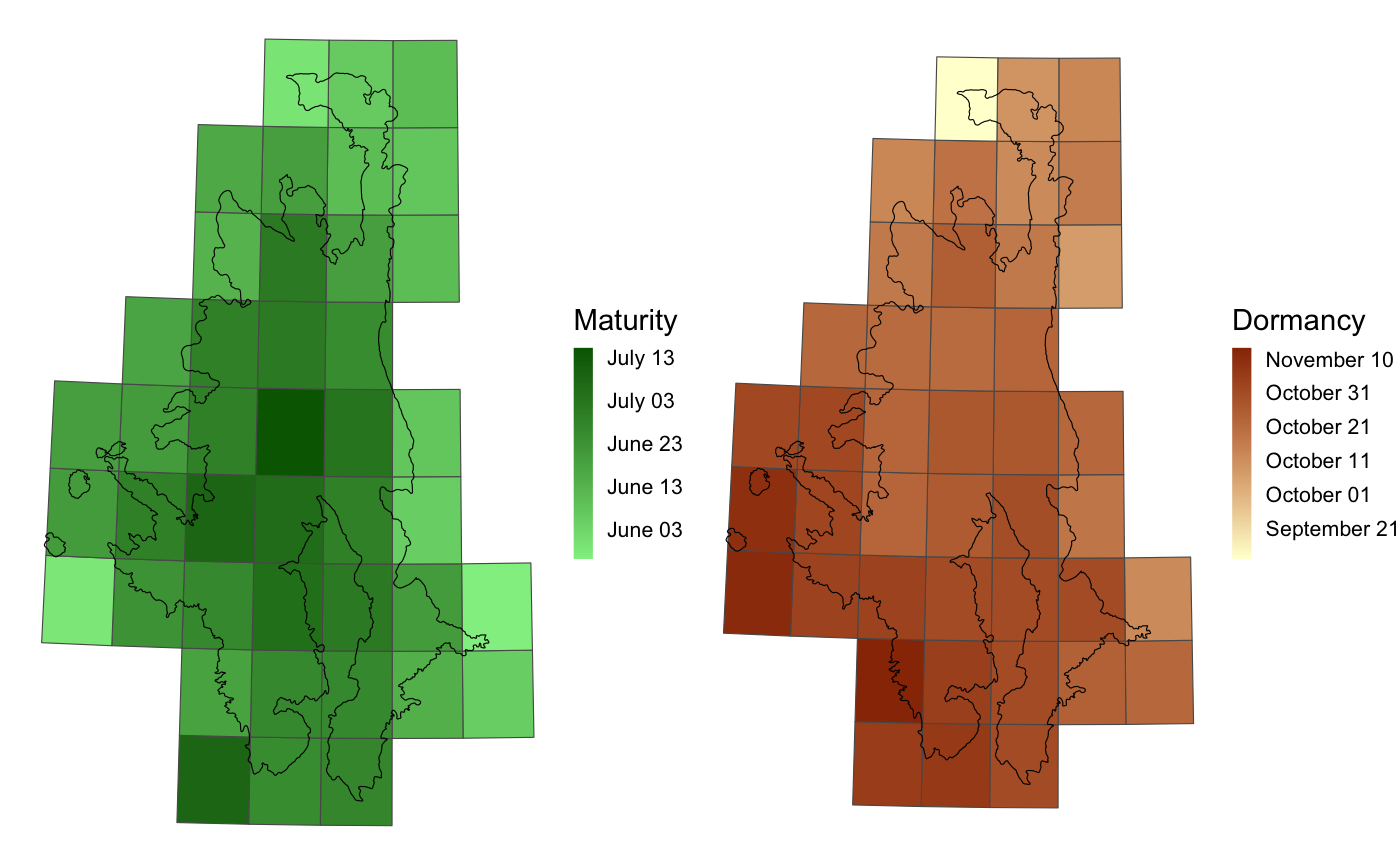 Maturity
July 13
July 03
June 23
June 13
June 03
Dormancy
November 10
October 31
October 21
October 11
October 01
September 21